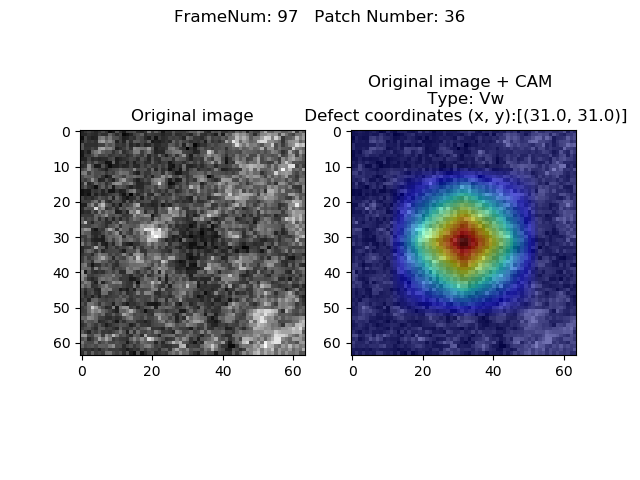 FrameNum: 97   Patch Number: 36
Original image
Original image + CAM
Type: Vw
Defect coordinates (x, y):[(31.0, 31.0)]
0
10
20
30
40
50
60
0 20 40 60
0
10
20
30
40
50
60
0 20 40 60